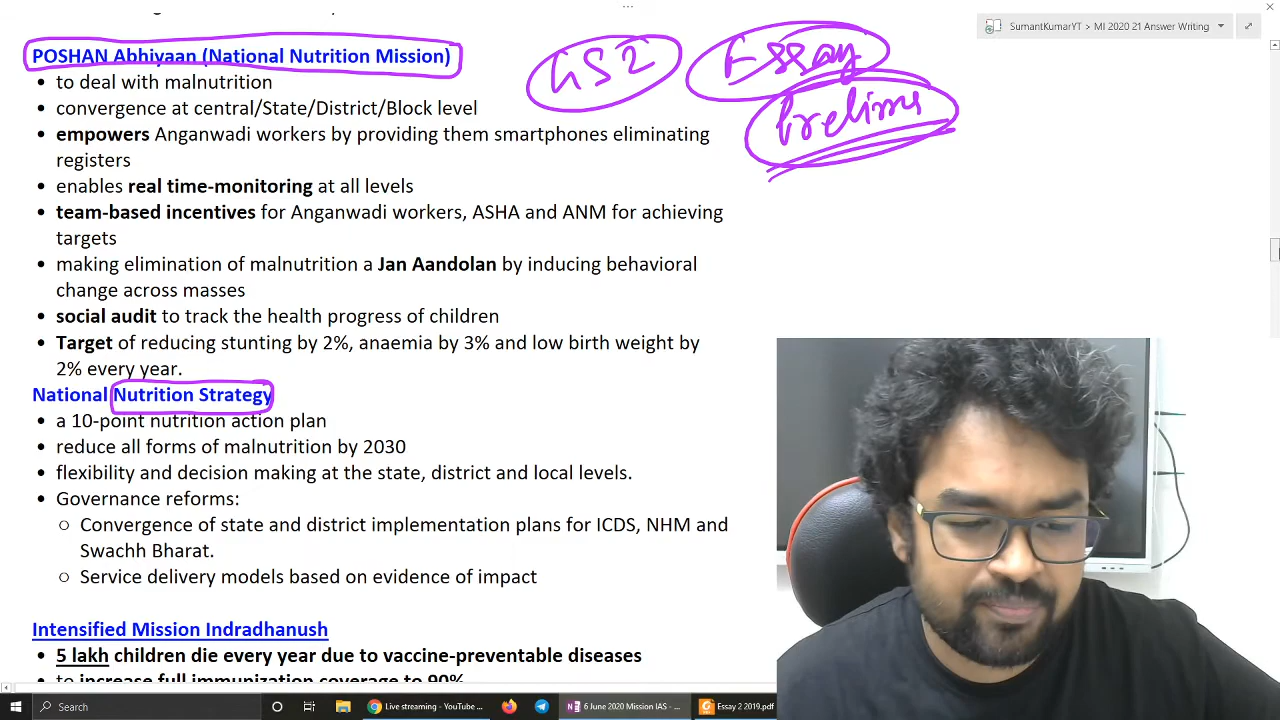 SumantKumarYT > MI 2020 21 Answer Writing
GS2 Essay
Prelims
POSHAN Abhiyaan (National Nutrition Mission)
• to deal with malnutrition
• convergence at central/State/District/Block level
• empowers Anganwadi workers by providing them smartphones eliminating
registers
• enables real time-monitoring at all levels
• team-based incentives for Anganwadi workers, ASHA and ANM for achieving
targets
• making elimination of malnutrition a Jan Aandolan by inducing behavioral
change across masses
• social audit to track the health progress of children
• Target of reducing stunting by 2%, anaemia by 3% and low birth weight by
2% every year.
National Nutrition Strategy
• a 10-point nutrition action plan
• reduce all forms of malnutrition by 2030
• flexibility and decision making at the state, district and local levels.
• Governance reforms:
○ Convergence of state and district implementation plans for ICDS, NHM and
Swachh Bharat.
○ Service delivery models based on evidence of impact
Intensified Mission Indradhanush
• 5 lakh children die every year due to vaccine-preventable diseases
to increase full immunization coverage to 90%
Search
Live streaming - YouTube ...
6 June 2020 Mission IAS - ...
Essay 2 2019.pdf